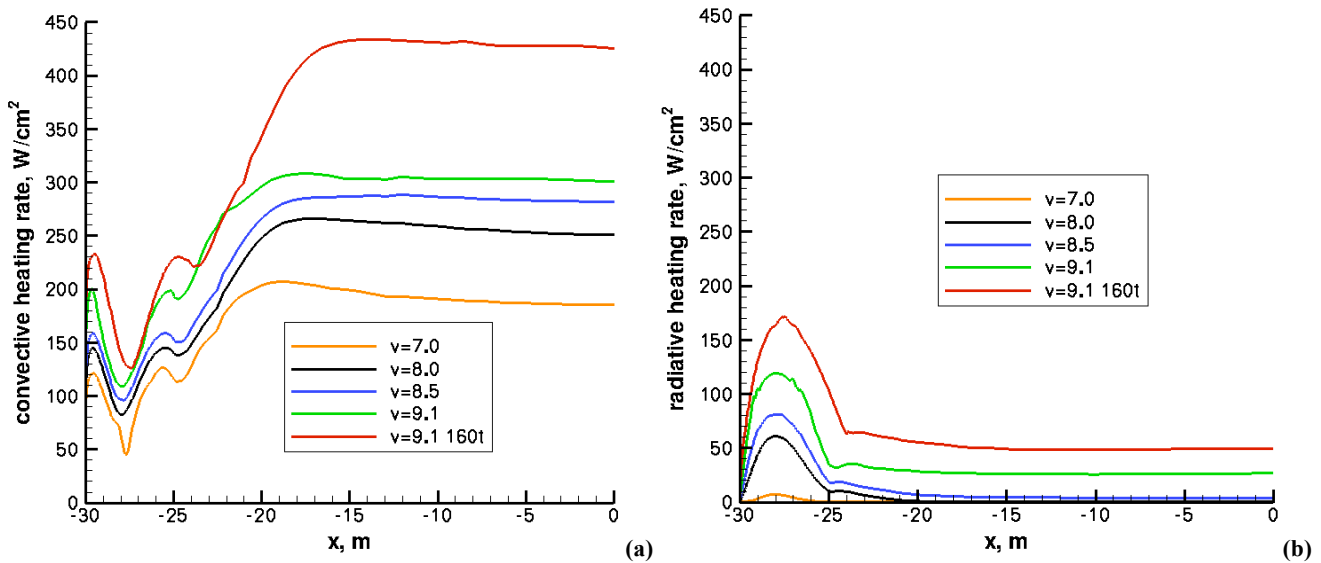 convective heating rate, W/cm²
450
400
350
300
250
200
150
100
50
0
v=7.0
v=8.0
v=8.5
v=9.1
v=9.1 160t
-30
-25
-20
-15
-10
-5
0
x, m
(a)
radiative heating rate, W/cm²
450
400
350
300
250
200
150
100
50
0
v=7.0
v=8.0
v=8.5
v=9.1
v=9.1 160t
-30
-25
-20
-15
-10
-5
0
x, m
(b)